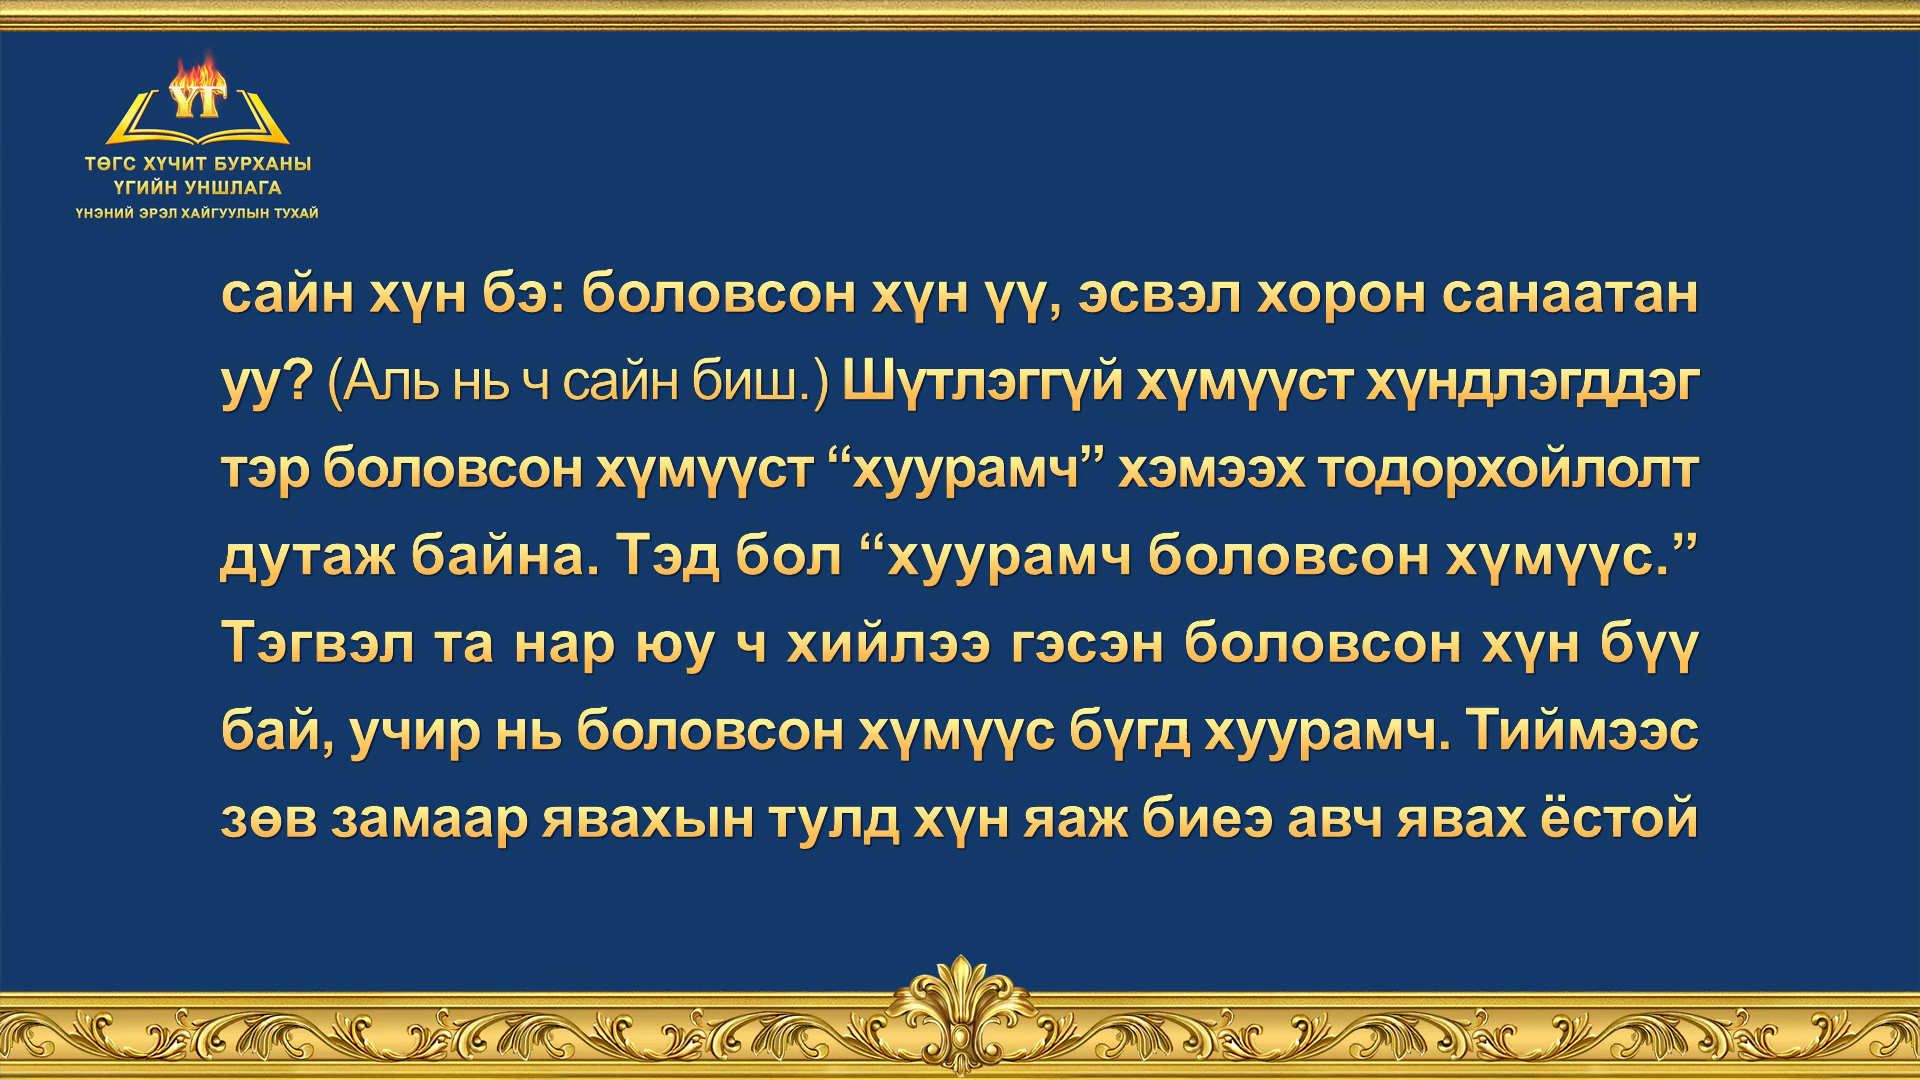 ҮГ
ТӨГС ХҮЧИТ БУРХАНЫ
ҮГИЙН УНШЛАГА
ҮНЭНИЙ ЭРЭЛ ХАЙГУУЛЫН ТУХАЙ
сайн хүн бэ: боловсон хүн үү, эсвэл хорон санаатан
уу? (Аль нь ч сайн биш.) Шүтлэггүй хүмүүст хүндлэгддэг
тэр боловсон хүмүүст “хуурамч” хэмээх тодорхойлолт
дутаж байна. Тэд бол “хуурамч боловсон хүмүүс.”
Тэгвэл та нар юу ч хийлээ гэсэн боловсон хүн бүү
бай, учир нь боловсон хүмүүс бүгд хуурамч. Тиймээс
зөв замаар явахын тулд хүн яаж биеэ авч явах ёстой